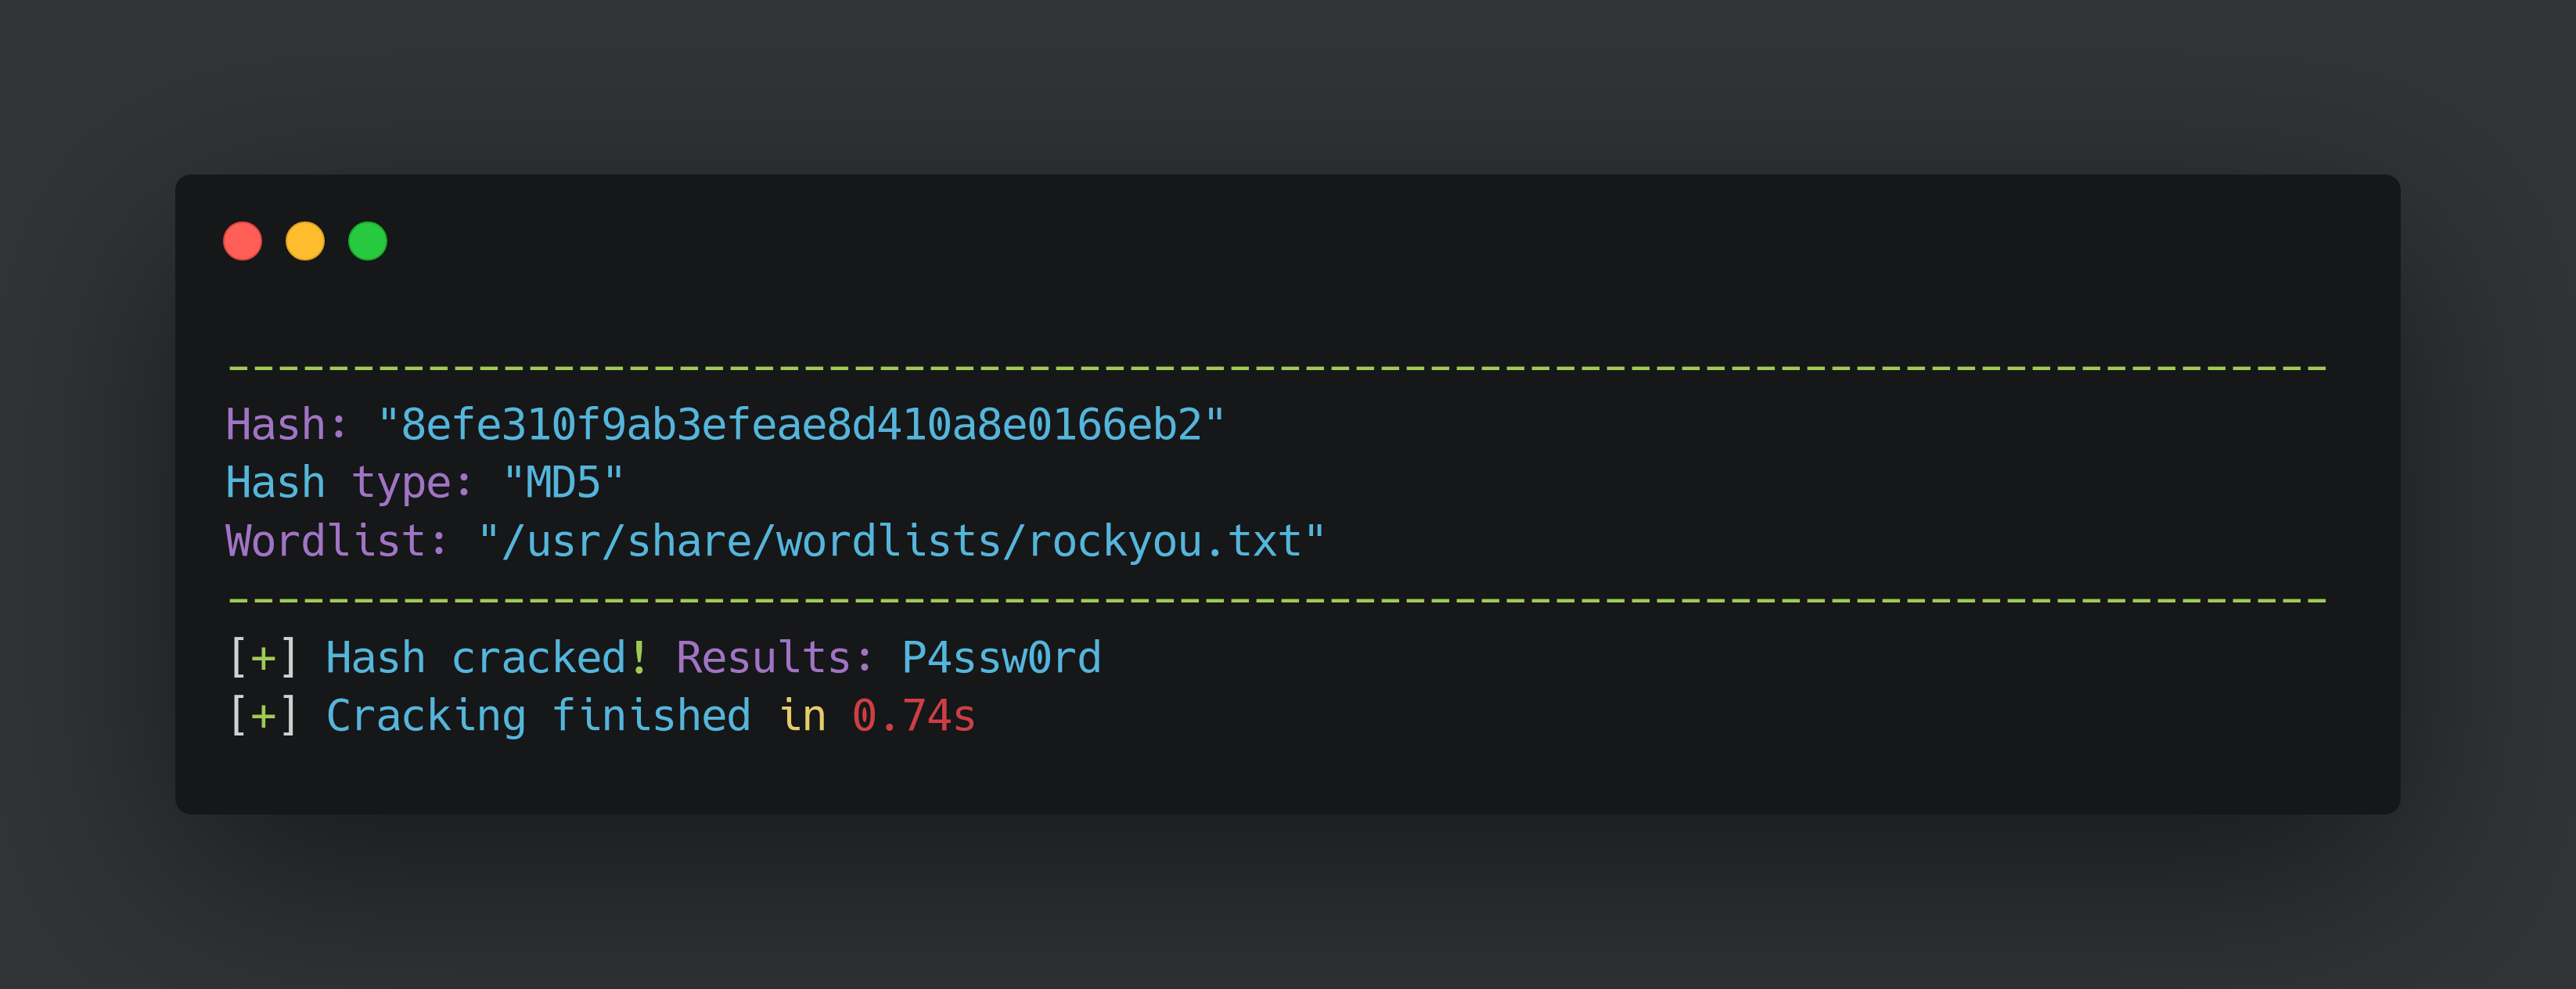 ------------------------------------------------------------------------------------
Hash: "8efe310f9ab3efeae8d410a8e0166eb2"
Hash type: "MD5"
Wordlist: "/usr/share/wordlists/rockyou.txt"
------------------------------------------------------------------------------------
[+] Hash cracked! Results: P4ssw0rd
[+] Cracking finished in 0.74s